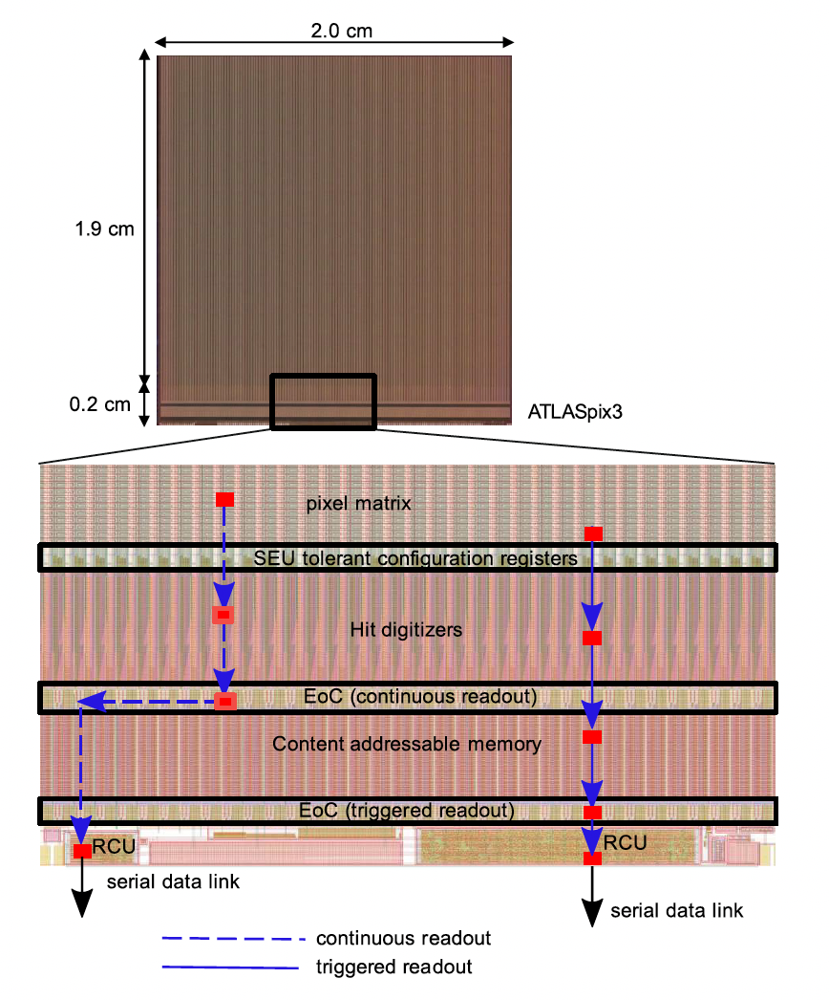 2.0 cm
1.9 cm
0.2 cm
ATLASpix3
pixel matrix
SEU tolerant configuration registers
Hit digitizers
EoC (continuous readout)
Content addressable memory
EoC (triggered readout)
RCU
RCU
serial data link
serial data link
continuous readout
triggered readout